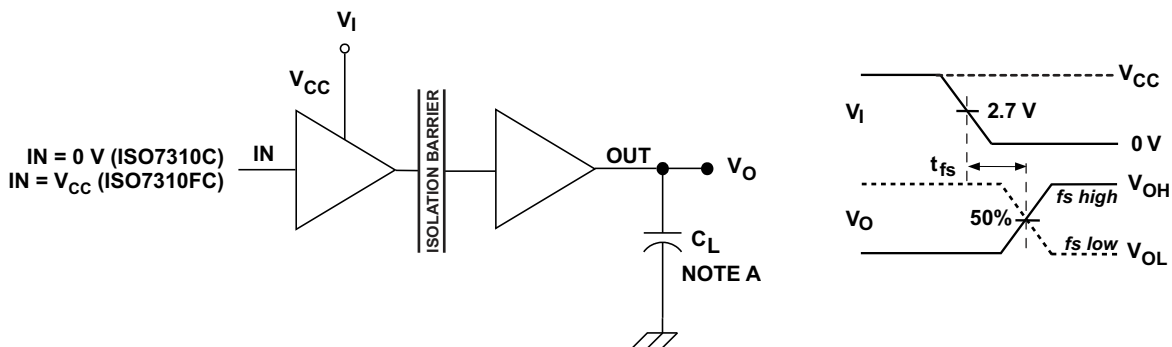 VI
VCC
IN = 0 V (ISO7310C)
IN = VCC (ISO7310FC)
IN
ISOLATION BARRIER
OUT
VO
CL
NOTE A
VI
VCC
2.7 V
0 V
tfs
VO
50%
fs high
VOH
fs low
VOL